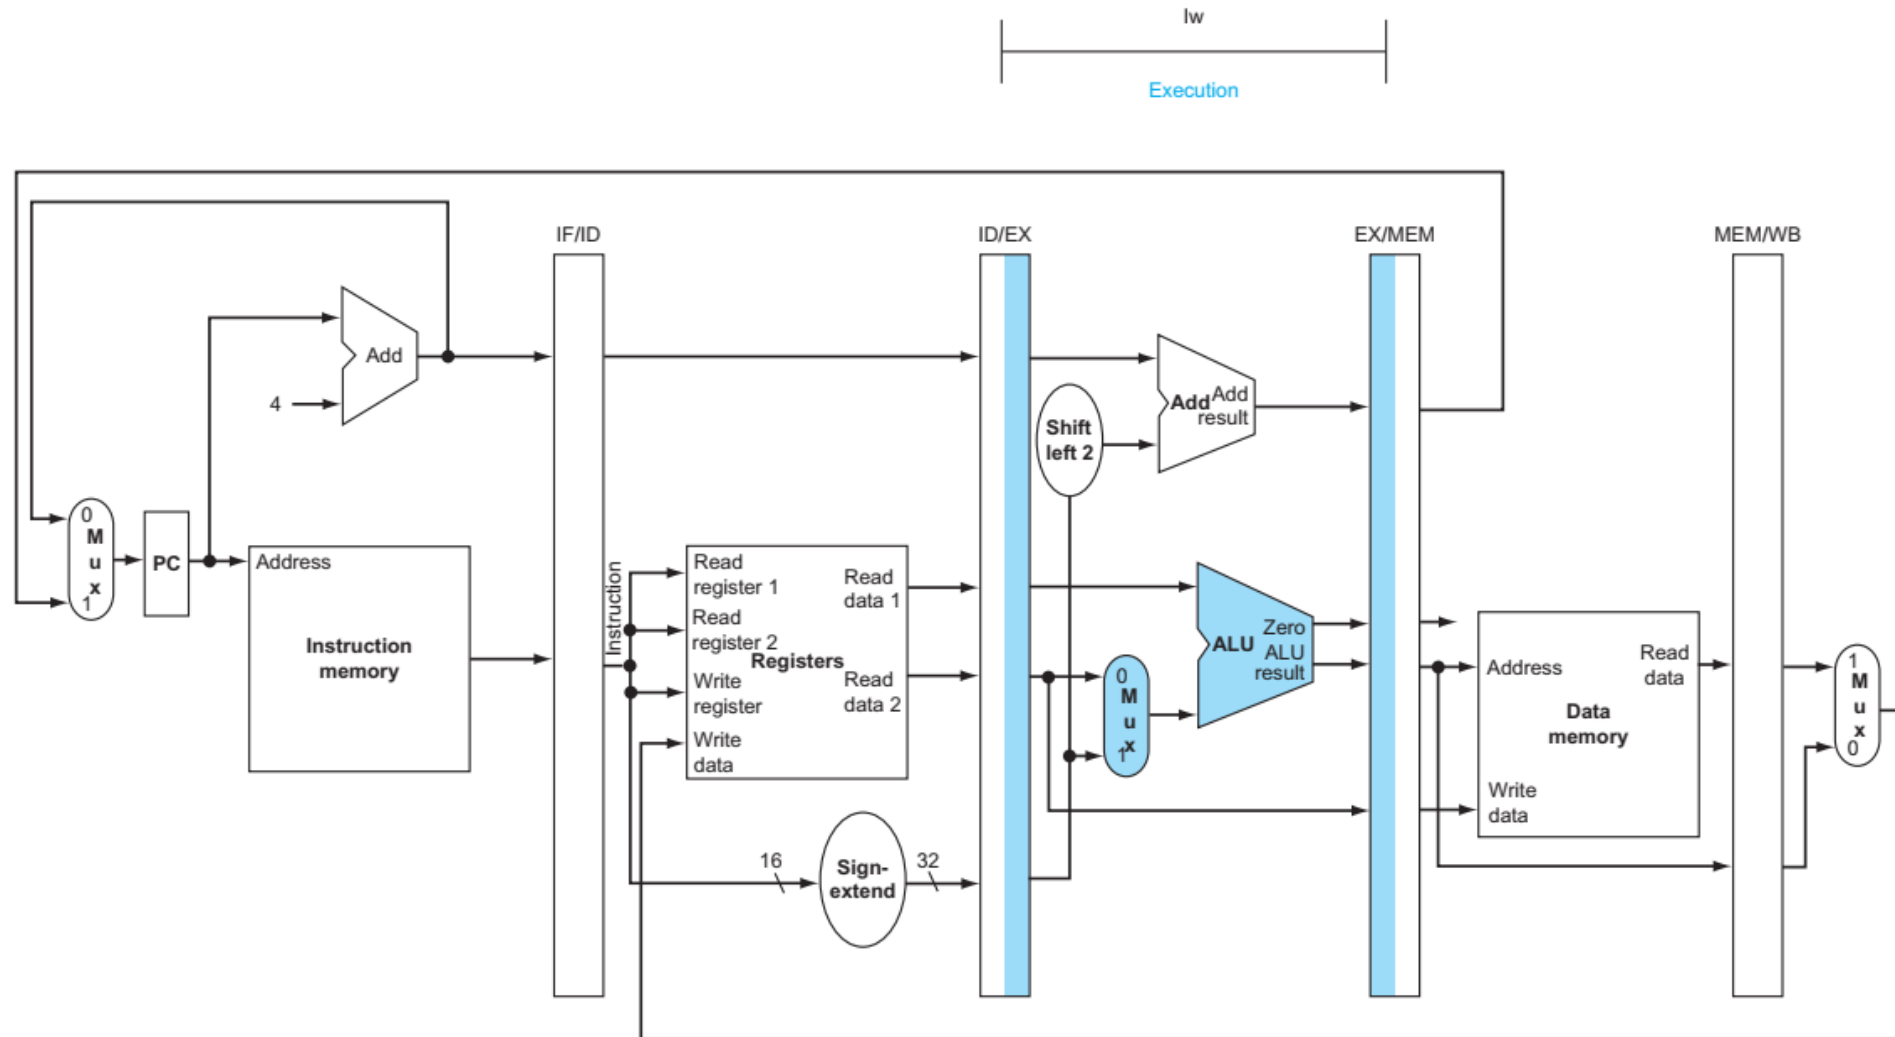 lw
Execution
IF/ID
ID/EX
EX/MEM
MEM/WB
Add
4
Shift
left 2
Add
Add
result
0
M
u
x
1
PC
Address
Instruction
memory
Instruction
Read
register 1
Read
register 2
Write
register
Write
data
Registers
Read
data 1
Read
data 2
16
Sign-
extend
32
0
M
u
x
1
ALU
Zero
ALU
result
Address
Write
data
Data
memory
Read
data
1
M
u
x
0